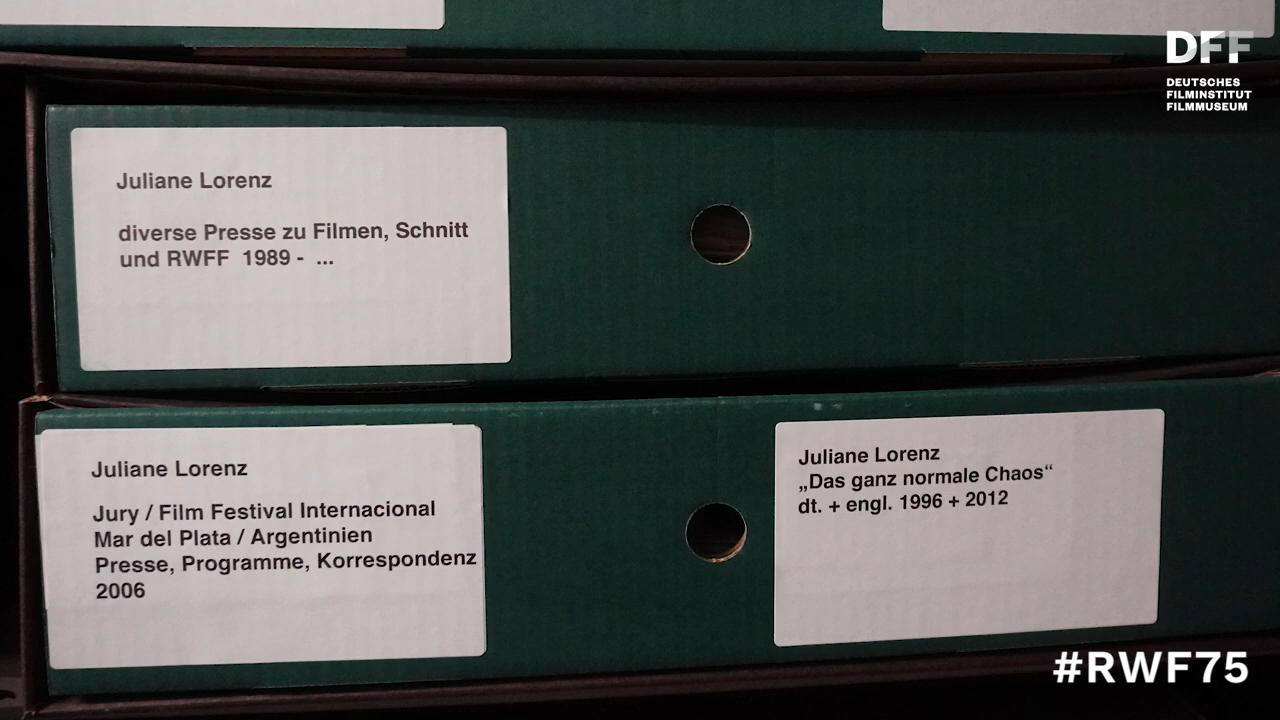 DFF
DEUTSCHES
FILMINSTITUT
FILMMUSEUM
Juliane Lorenz
diverse Presse zu Filmen, Schnitt
und RWFF 1989 - ...
Juliane Lorenz
Jury / Film Festival Internacional
Mar del Plata / Argentinien
Presse, Programme, Korrespondenz
2006
Juliane Lorenz
„Das ganz normale Chaos“
dt. + engl. 1996 + 2012
#RWF75